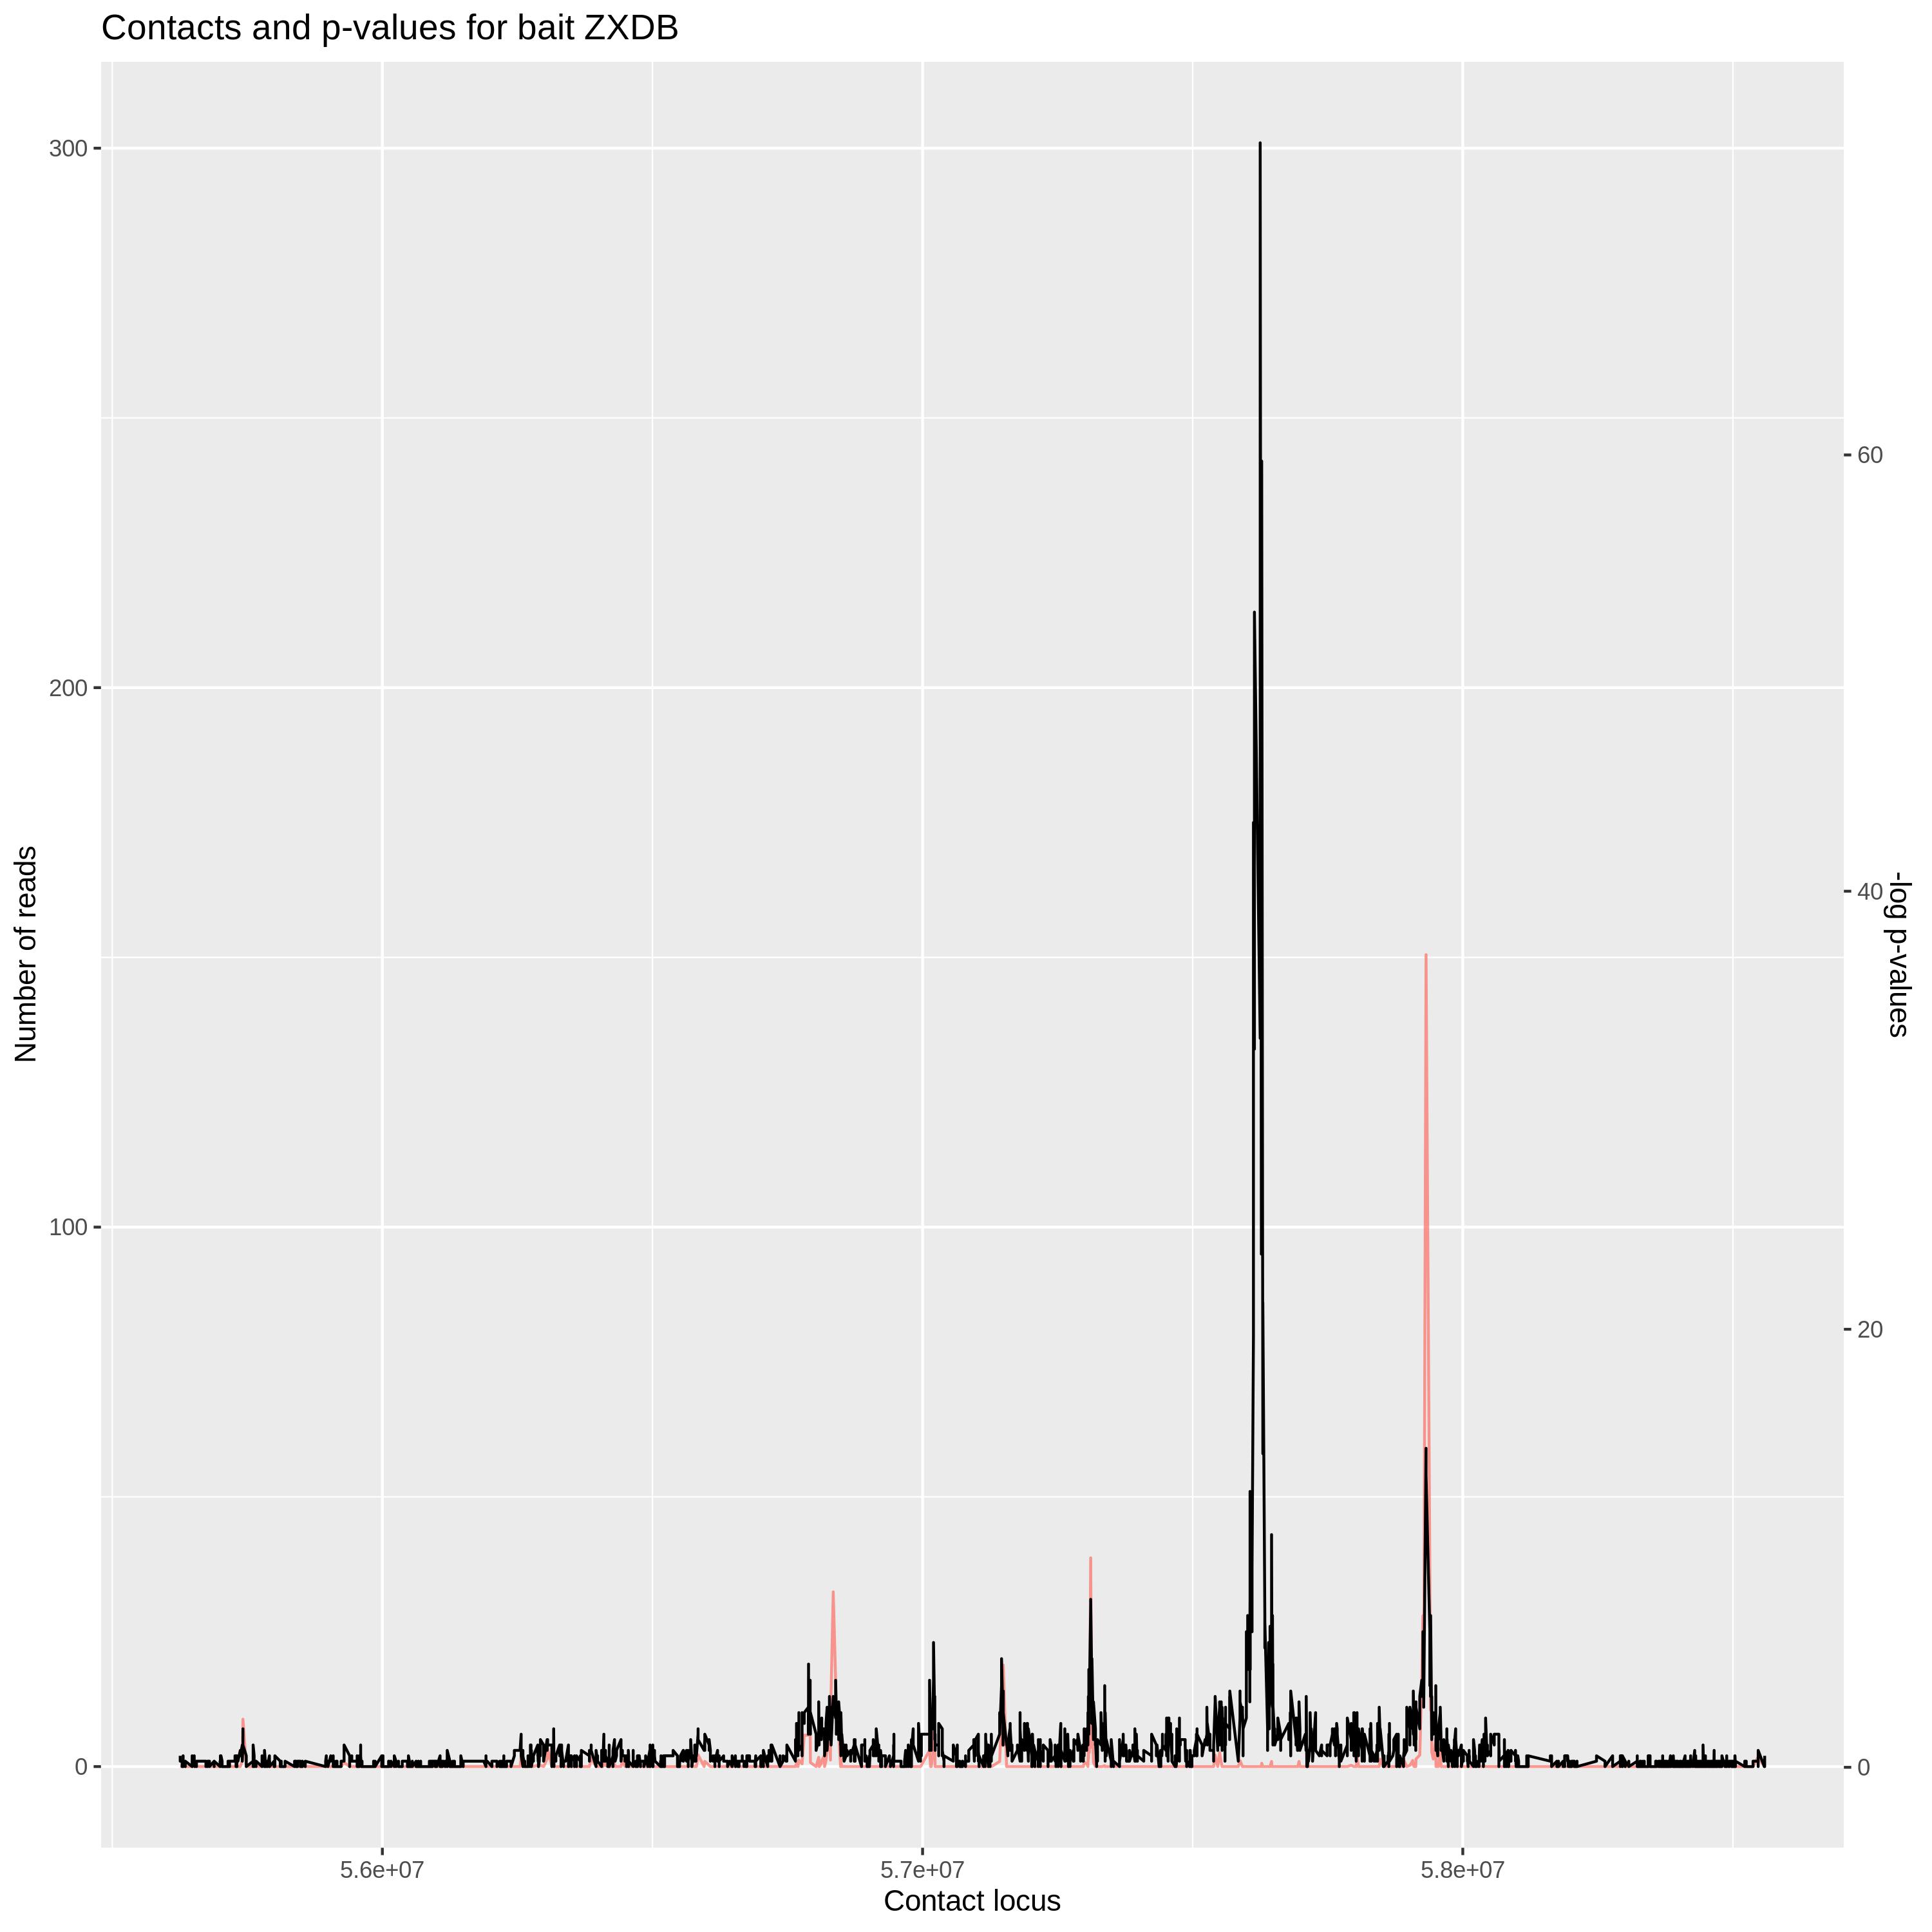 Contacts and p-values for bait ZXDB
300
200
100
0
Number of reads
60
40
20
0
-log p-values
5.6e+07
5.7e+07
5.8e+07
Contact locus